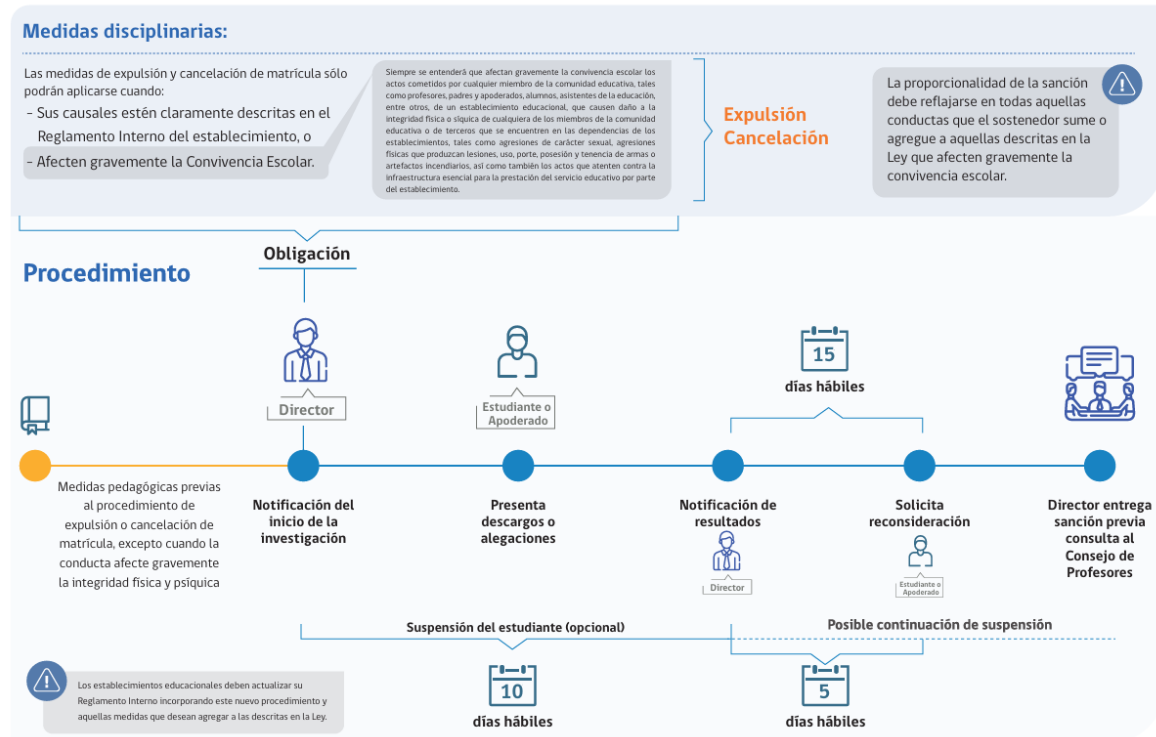 Medidas disciplinarias:
Las medidas de expulsión y cancelación de matrícula sólo
podrán aplicarse cuando:
- Sus causales estén claramente descritas en el
Reglamento Interno del establecimiento, o
- Afecten gravemente la Convivencia Escolar.
Siempre se entenderá que afectan gravemente la convivencia escolar los
actos cometidos por cualquier miembro de la comunidad educativa, tales
como profesores, padres y apoderados, alumnos, asistentes de la educación,
entre otros, de un establecimiento educacional, que causen daño a la
integridad física o síquica de cualquiera de los miembros de la comunidad
educativa o de terceros que se encuentren en las dependencias de los
establecimientos, tales como agresiones de carácter sexual, agresiones
físicas que produzcan lesiones, uso, porte, posesión y tenencia de armas o
artefactos incendiarios, así como también los actos que atenten contra la
infraestructura esencial para la prestación del servicio educativo por parte
del establecimiento.
Expulsión
Cancelación
La proporcionalidad de la sanción
debe reflajarse en todas aquellas
conductas que el sostenedor sume o
agregue a aquellas descritas en la
Ley que afecten gravemente la
convivencia escolar.
Procedimiento
Obligación
Director
Estudiante o
Apoderado
15
días hábiles
Medidas pedagógicas previas
al procedimiento de
expulsión o cancelación de
matrícula, excepto cuando la
conducta afecte gravemente
la integridad física y psíquica
Notificación del
inicio de la
investigación
Presenta
descargos o
alegaciones
Notificación de
resultados
Director
Solicita
reconsideración
Estudiante o
Apoderado
Director entrega
sanción previa
consulta al
Consejo de
Profesores
Suspensión del estudiante (opcional)
Posible continuación de suspensión
10
días hábiles
5
días hábiles
Los establecimientos educacionales deben actualizar su
Reglamento Interno incorporando este nuevo procedimiento y
aquellas medidas que desean agregar a las descritas en la Ley.